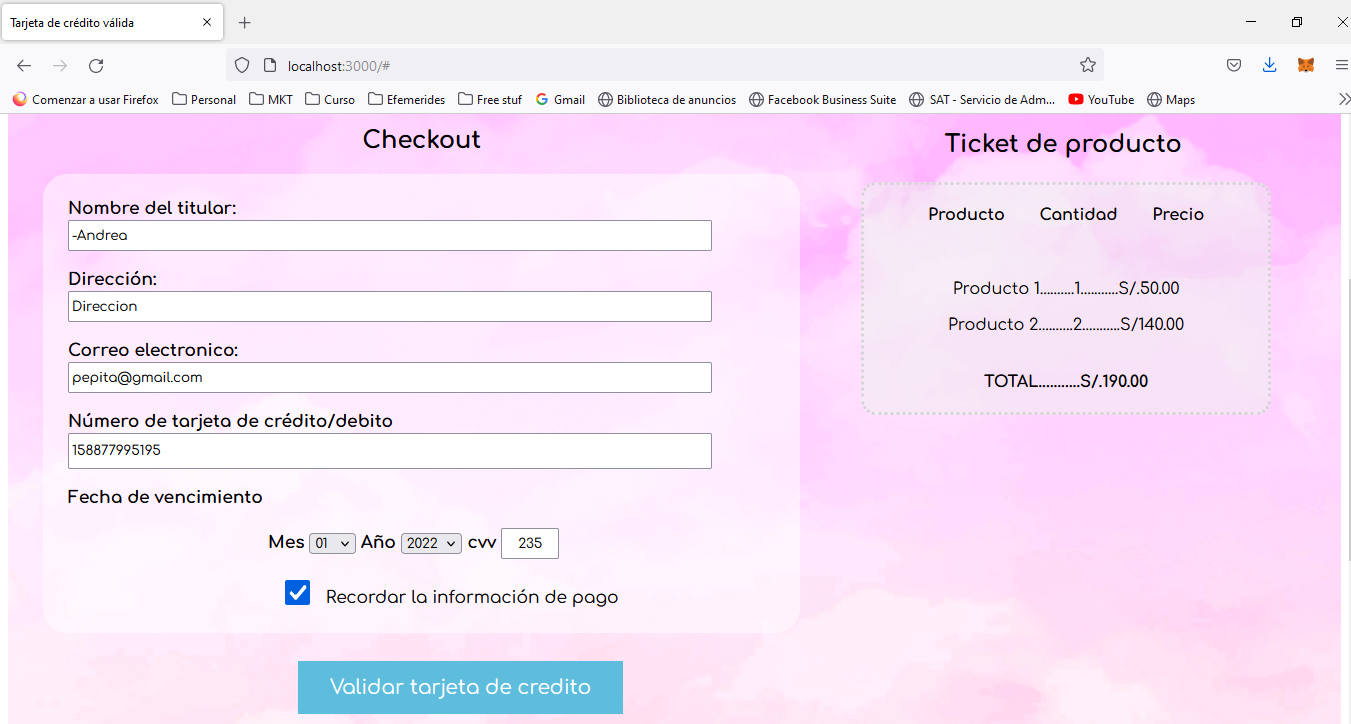 Tarjeta de crédito válida
localhost:3000/#
Comenzar a usar Firefox Personal MKT Curso Efemerides Free stuf Gmail Biblioteca de anuncios Facebook Business Suite SAT - Servicio de Adm... YouTube Maps
Checkout
Nombre del titular:
-Andrea
Dirección:
Direccion
Correo electronico:
pepita@gmail.com
Número de tarjeta de crédito/debito
158877995195
Fecha de vencimiento
Mes 01 Año 2022 cvv 235
Recordar la información de pago
Validar tarjeta de credito
Ticket de producto
Producto Cantidad Precio
Producto 1..........1...........S/.50.00
Producto 2..........2...........S/140.00
TOTAL...........S/.190.00